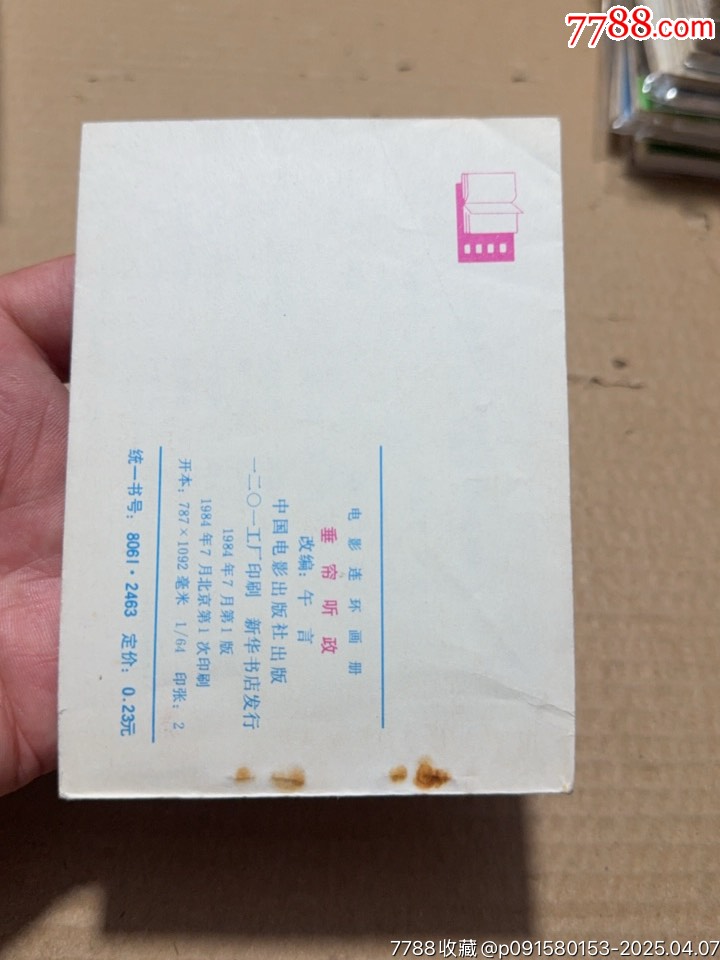 7788.com
电影连环画册
垂帘听政
改编：午言
中国电影出版社出版
一二〇一工厂印刷 新华书店发行
1984年7月第1版
1984年7月北京第1次印刷
开本：787×1092毫米 1/64 印张：2
统一书号：8061·2463 定价：0.23元
7788收藏@p091580153-2025.04.07